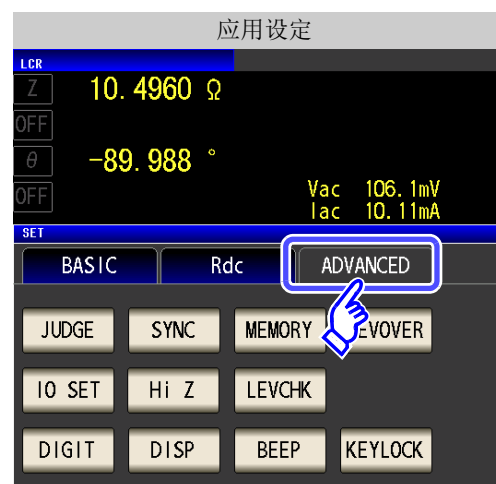 应用设定
LCR
Z 10.4960 Ω
OFF
θ -89.988 °
OFF
Vac 106.1mV
Iac 10.11mA
SET
BASIC Rdc ADVANCED
JUDGE SYNC MEMORY EVOVER
IO SET Hi Z LEVCHK
DIGIT DISP BEEP KEYLOCK